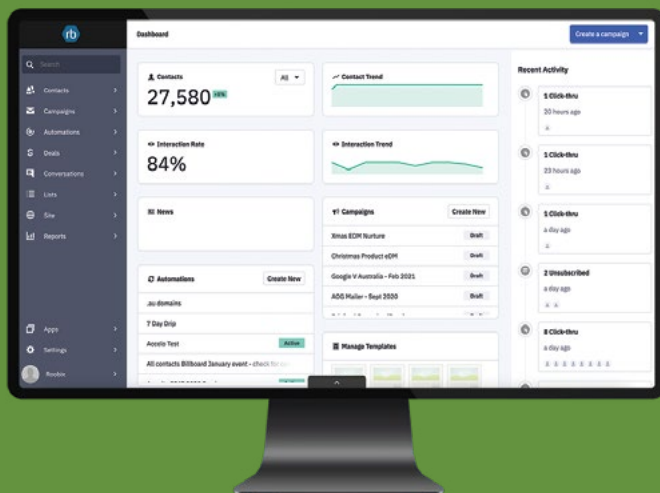 rb
Dashboard
Create a campaign
Search
Contacts
Campaigns
Automations
Deals
Conversations
Lists
Site
Reports
Apps
Settings
Roobix
Contacts
All
27,580
Interaction Rate
84%
News
Automations
Create New
.au domains
7 Day Drip
Accelo Test
Active
All contacts Billboard January event - check for
Contact Trend
Interaction Trend
Campaigns
Create New
Xmas EDM Nurture
Draft
Christmas Product eDM
Draft
Google V Australia - Feb 2021
Draft
AOG Mailer - Sept 2020
Draft
Manage Templates
Recent Activity
1 Click-thru
20 hours ago
1 Click-thru
23 hours ago
1 Click-thru
a day ago
2 Unsubscribed
a day ago
8 Click-thru
a day ago